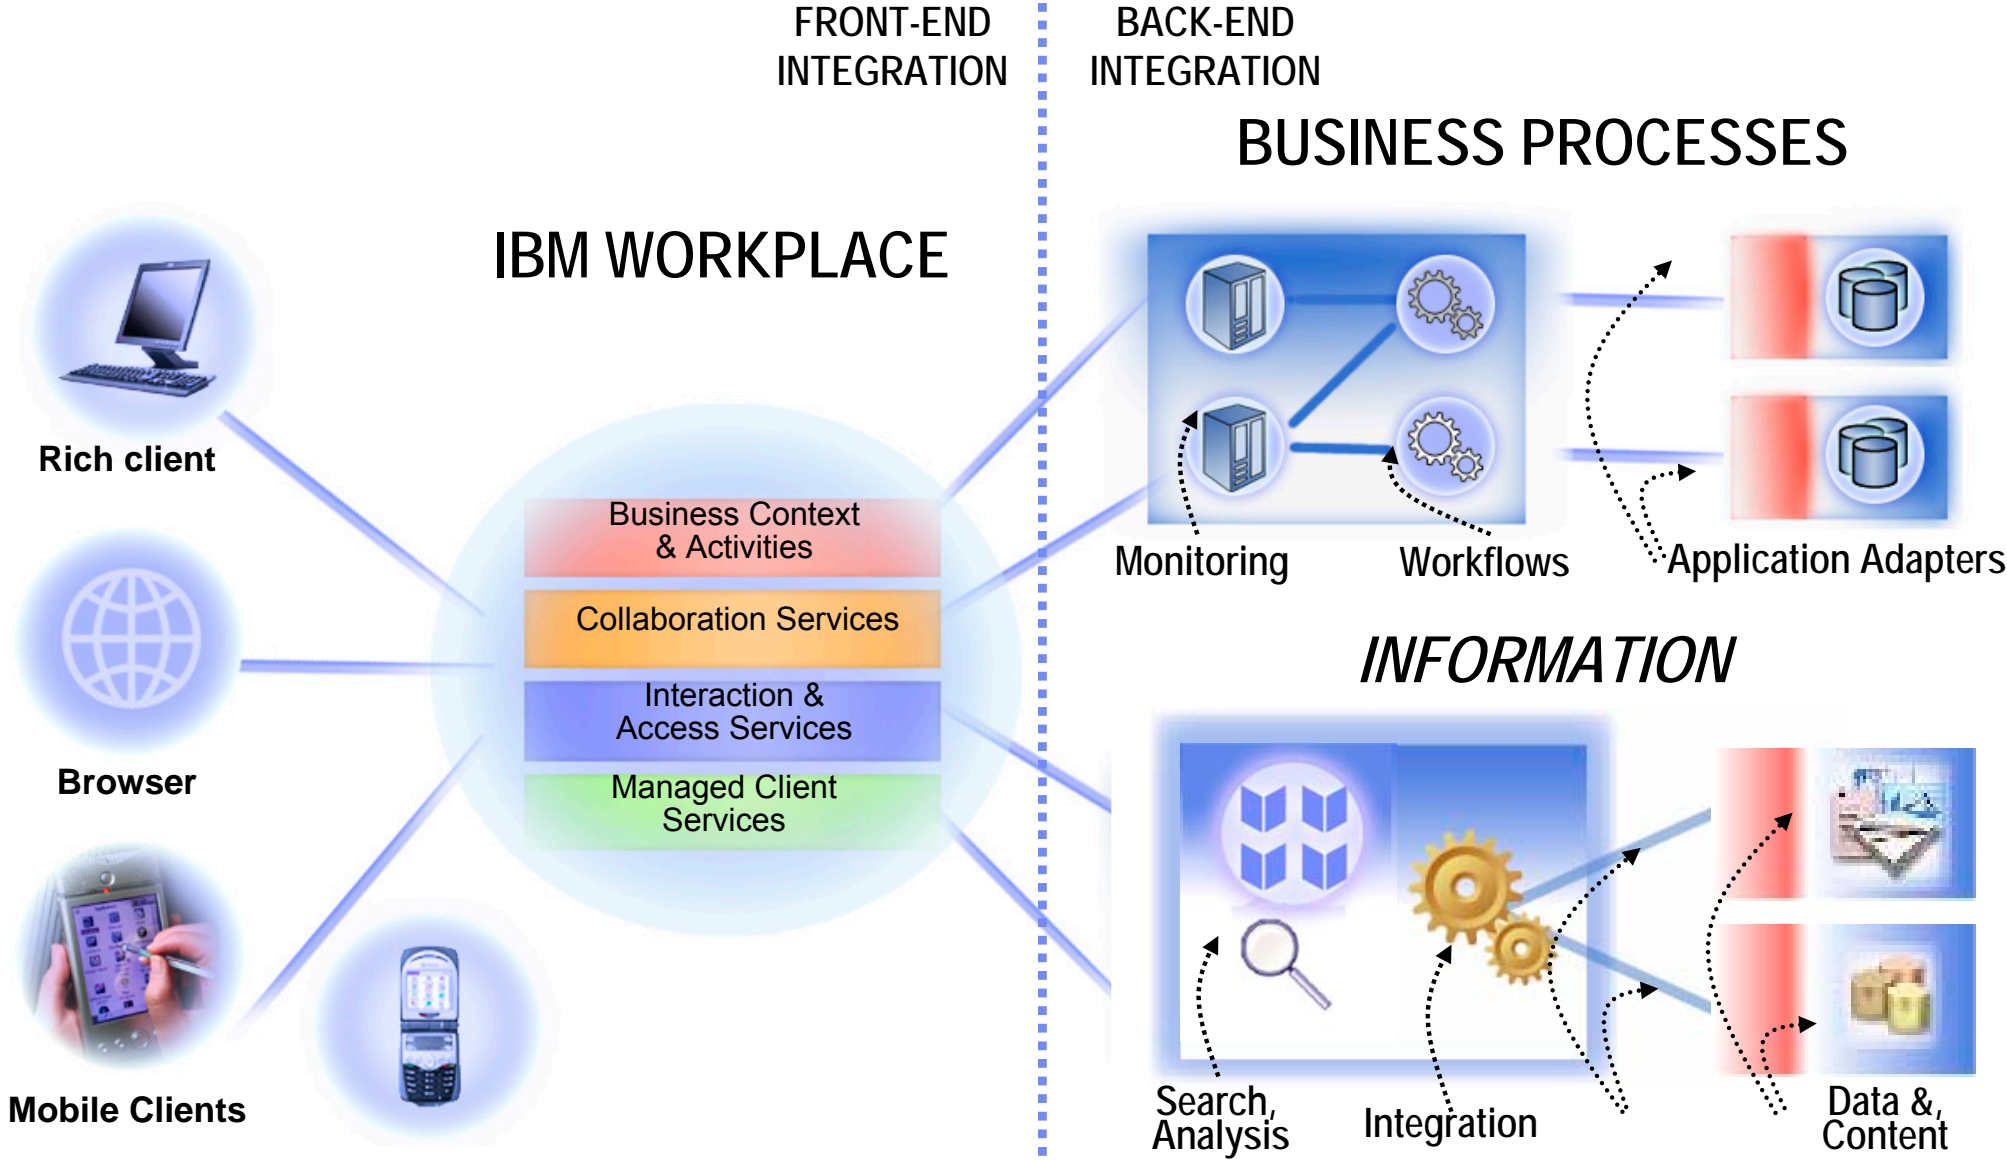 FRONT-END
INTEGRATION
BACK-END
INTEGRATION
BUSINESS PROCESSES
IBM WORKPLACE
Rich client
Browser
Mobile Clients
Business Context
& Activities
Collaboration Services
Interaction &
Access Services
Managed Client
Services
Monitoring
Workflows
Application Adapters
INFORMATION
Search,
Analysis
Integration
Data &,
Content